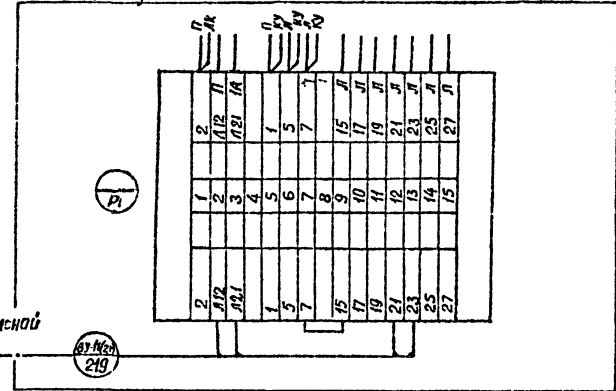 П ЛК П КУ Л КУ Л КУ
П 1А Л Л Л Л Л Л Л
2 Л12 Л21 1 5 7 15 17 19 21 23 25 27
1 2 3 4 5 6 7 8 9 10 11 12 13 14 15
P1
2 Л12 Л21 1 5 7 15 17 19 21 23 25 27
219